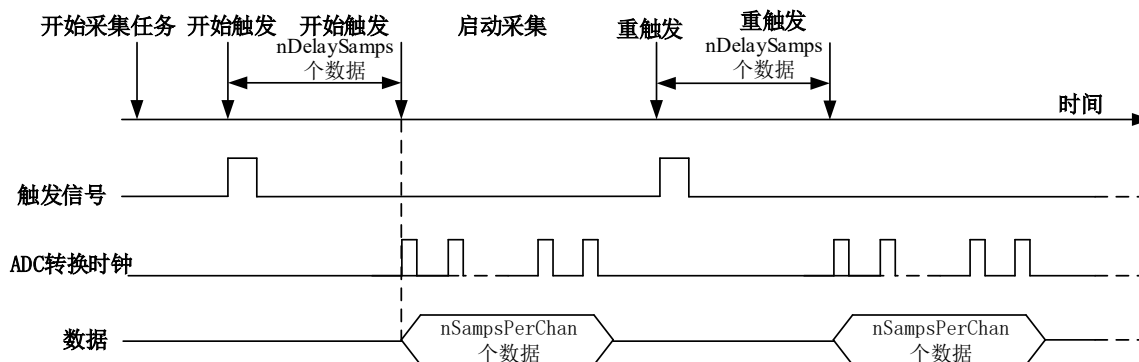 开始采集任务 开始触发 开始触发 启动采集 重触发 重触发
nDelaySamps nDelaySamps
个数据 个数据
时间
触发信号
ADC转换时钟
数据
nSampsPerChan nSampsPerChan
个数据 个数据